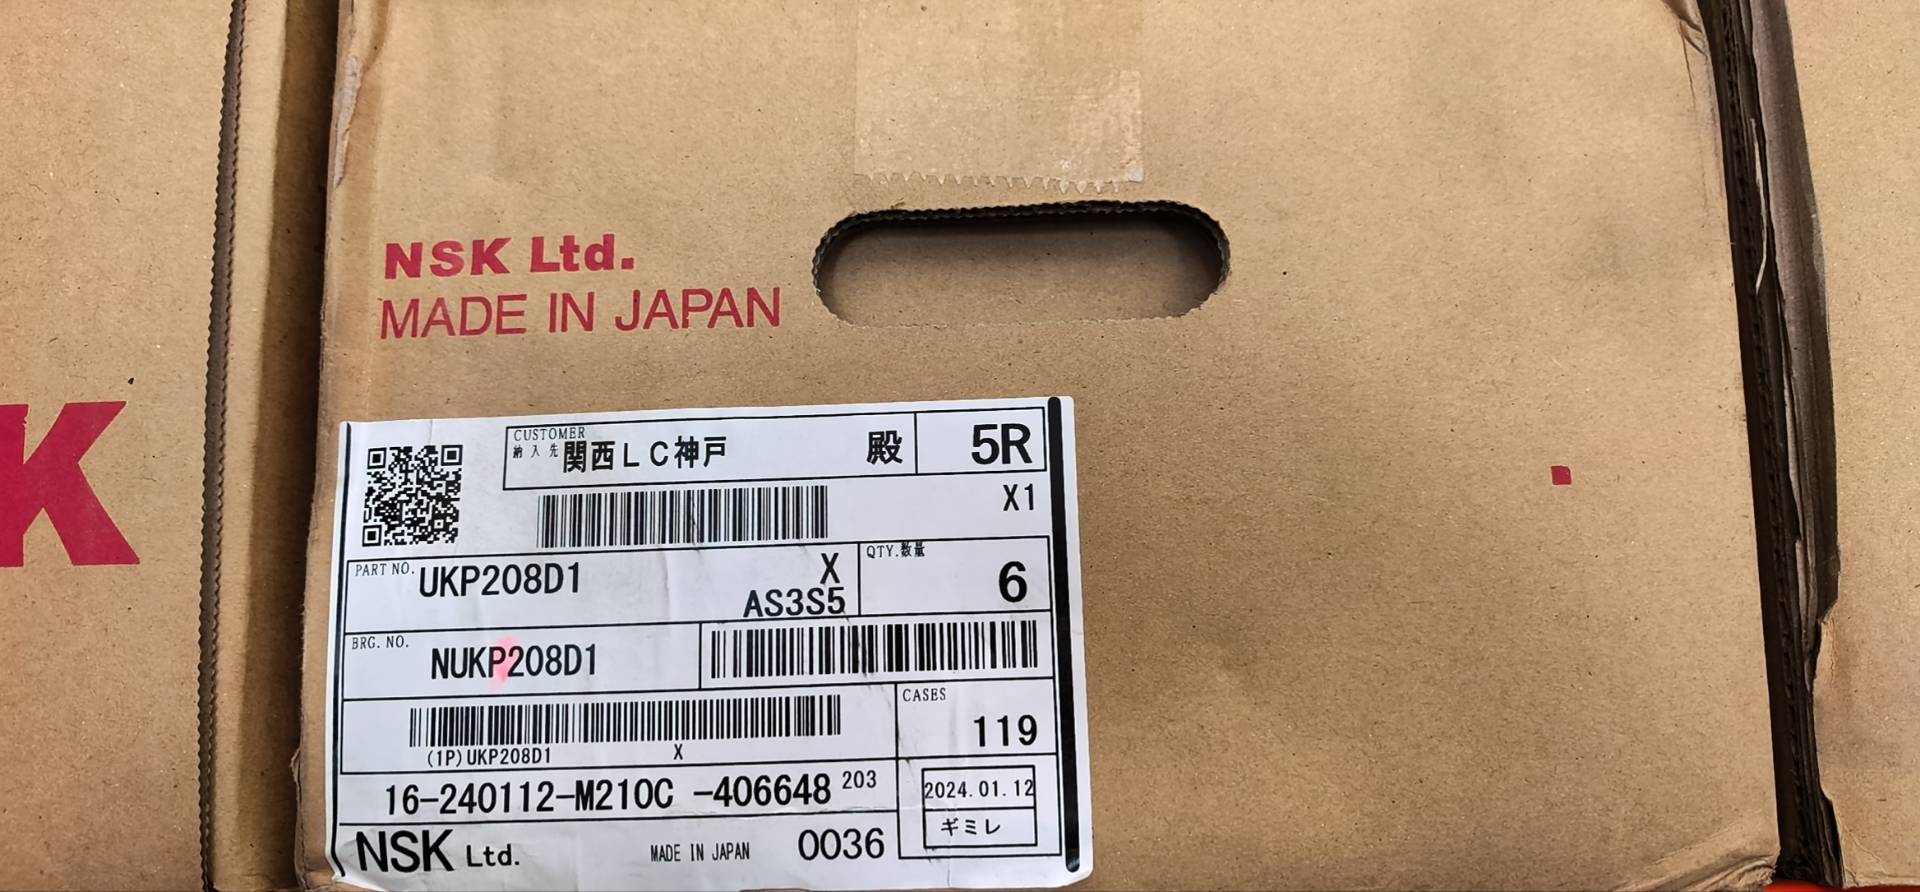 NSK Ltd.
MADE IN JAPAN
K
CUSTOMER
納入先 関西LC神戸 殿
5R
X1
PART NO. UKP208D1 X
AS3S5
QTY.数量
6
BRG. NO.
NUKP208D1
CASES
119
(1P)UKP208D1 X
16-240112-M210C -406648 203
2024.01.12
ギミレ
NSK Ltd. MADE IN JAPAN 0036